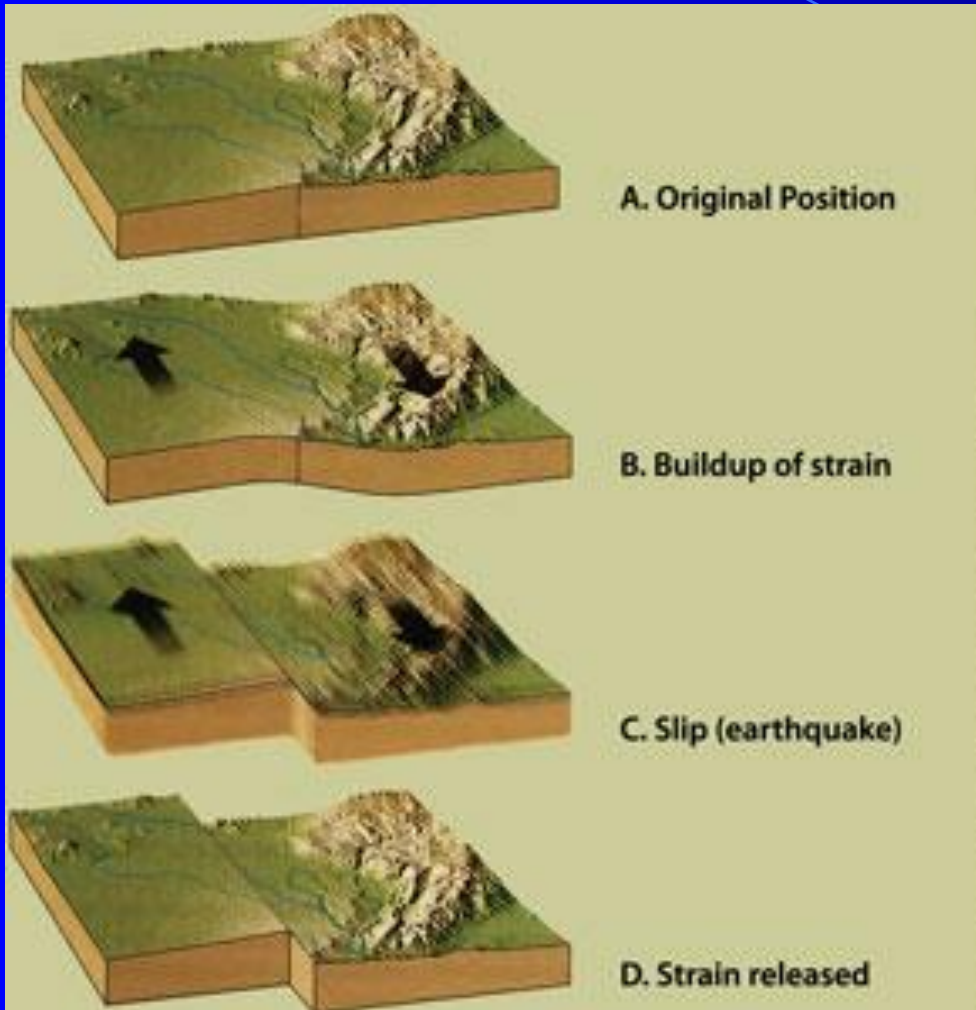 A. Original Position
B. Buildup of strain
C. Slip (earthquake)
D. Strain released